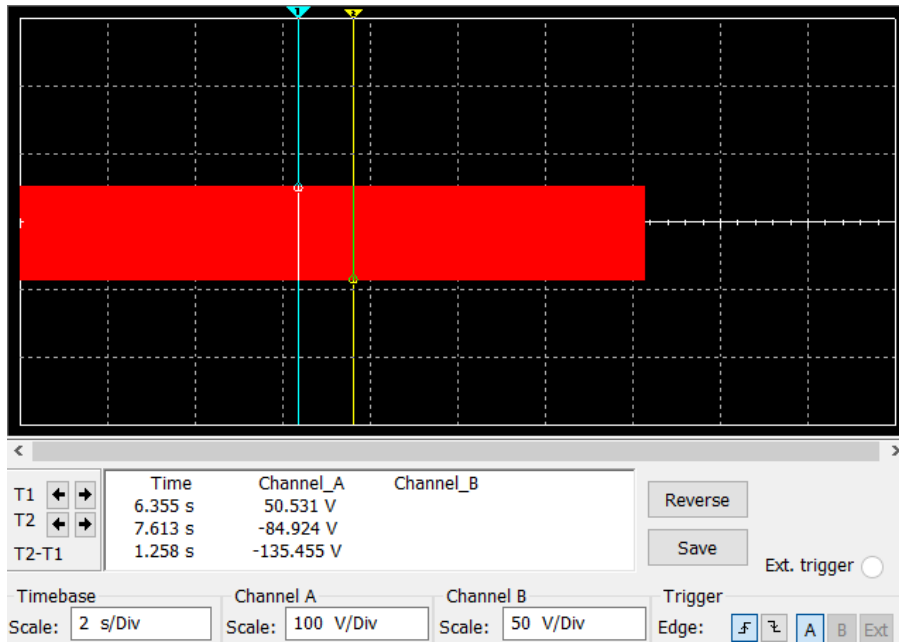 1 2
Time Channel_A Channel_B
T1 6.355 s 50.531 V
T2 7.613 s -84.924 V
T2-T1 1.258 s -135.455 V
Reverse
Save
Ext. trigger
Timebase Channel A Channel B Trigger
Scale: 2 s/Div Scale: 100 V/Div Scale: 50 V/Div Edge: A B Ext